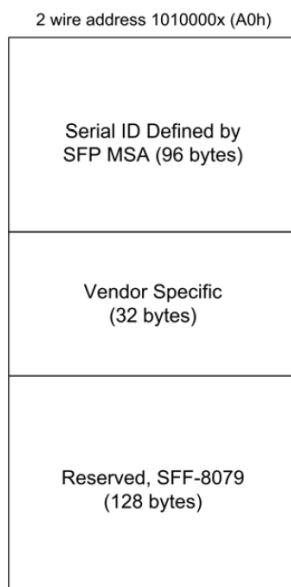 2 wire address 1010000x (A0h)
Serial ID Defined by
SFP MSA (96 bytes)
Vendor Specific
(32 bytes)
Reserved, SFF-8079
(128 bytes)